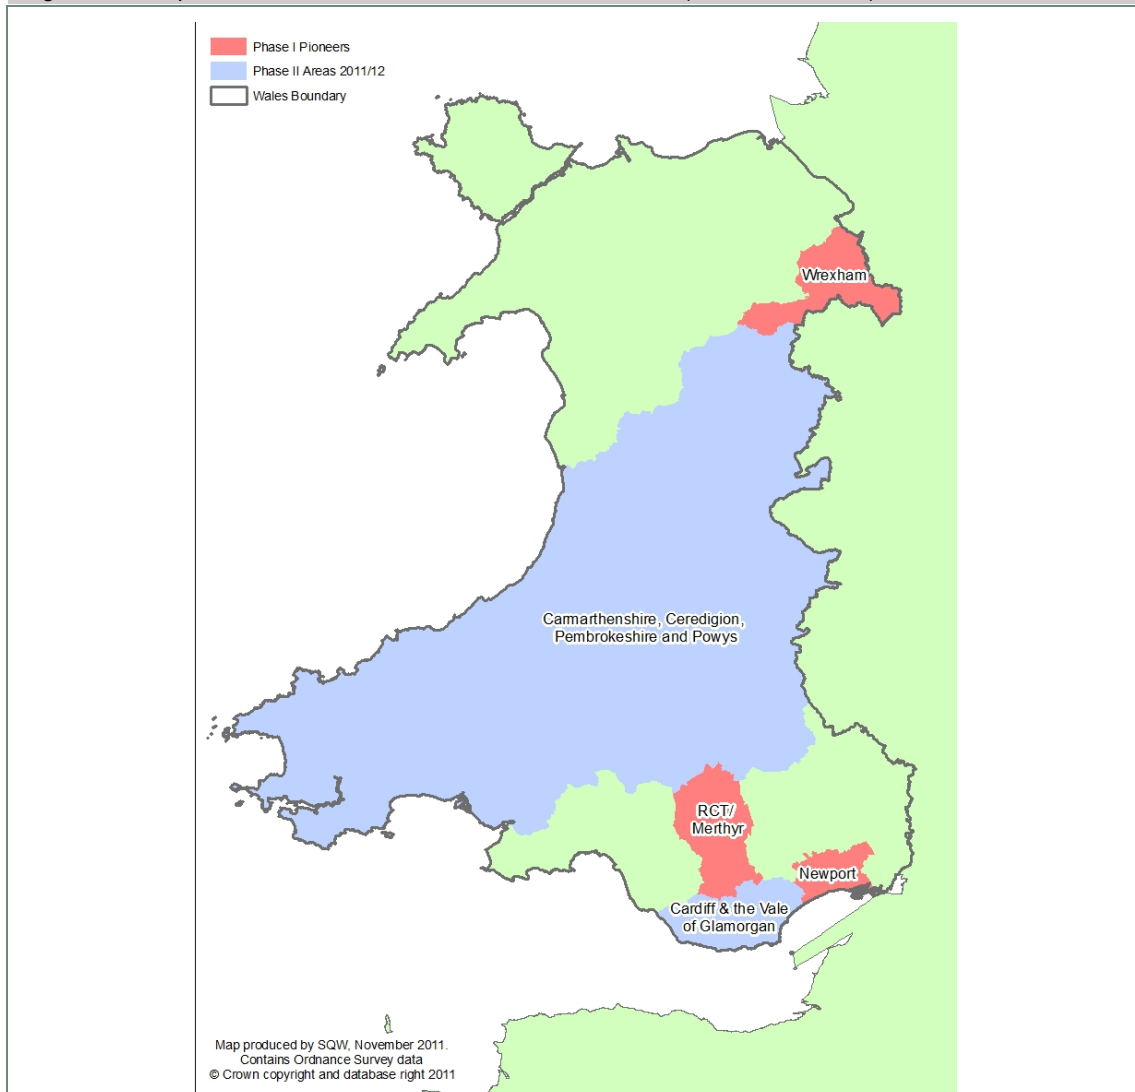 Phase I Pioneers
Phase II Areas 2011/12
Wales Boundary
Wrexham
Carmarthenshire, Ceredigion,
Pembrokeshire and Powys
RCT/
Merthyr
Newport
Cardiff & the Vale
of Glamorgan
Map produced by SQW, November 2011.
Contains Ordnance Survey data
© Crown copyright and database right 2011